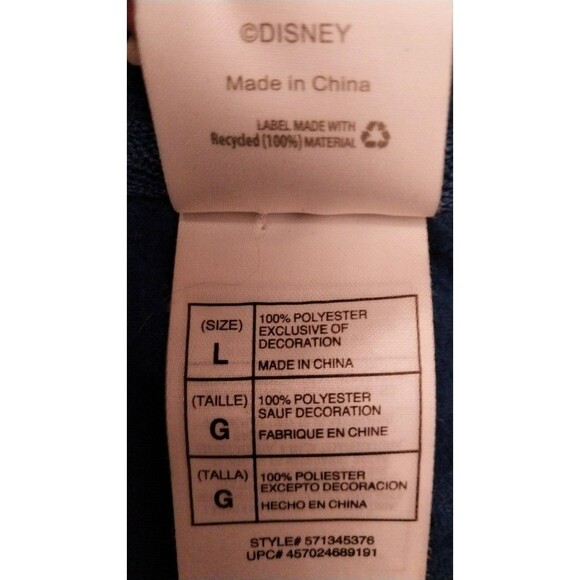 ©DISNEY
Made in China
LABEL MADE WITH
Recycled (100%) MATERIAL
(SIZE)
L
100% POLYESTER
EXCLUSIVE OF
DECORATION
MADE IN CHINA
(TAILLE)
G
100% POLYESTER
SAUF DECORATION
FABRIQUE EN CHINE
(TALLA)
G
100% POLIESTER
EXCEPTO DECORACION
HECHO EN CHINA
STYLE# 571345376
UPC# 457024689191